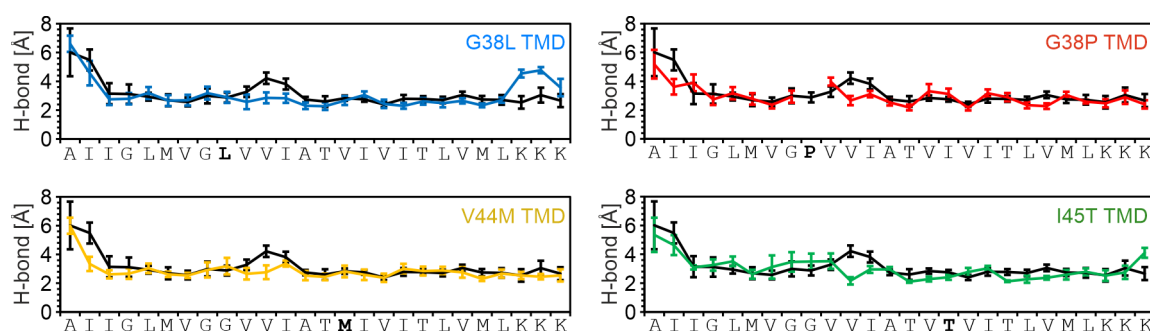 8
6
4
2
0
H-bond [Å]
G38L TMD
A I I G L M V G L V V I A T V I V I T L V M L K K K
8
6
4
2
0
H-bond [Å]
G38P TMD
A I I G L M V G P V V I A T V I V I T L V M L K K K
8
6
4
2
0
H-bond [Å]
V44M TMD
A I I G L M V G G V V I A T M I V I T L V M L K K K
8
6
4
2
0
H-bond [Å]
I45T TMD
A I I G L M V G G V V I A T V T V I T L V M L K K K